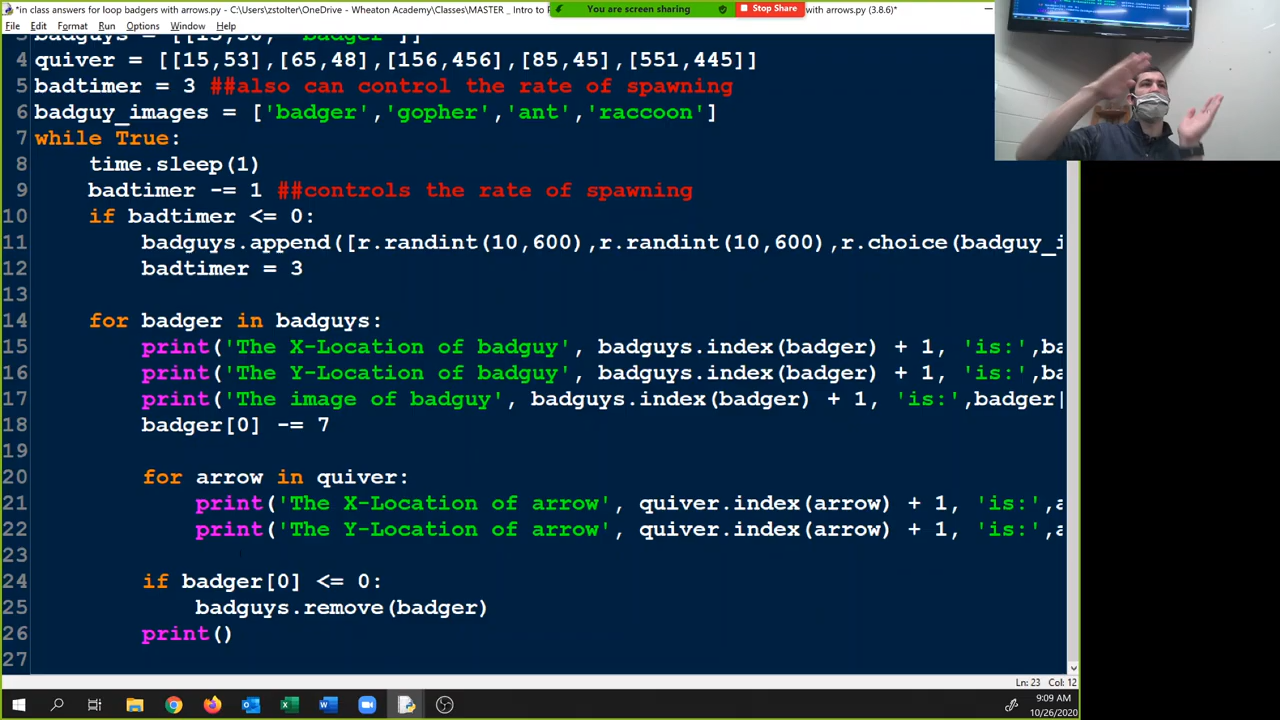 *in class answers for loop badgers with arrows.py - C:\Users\zstolter\OneDrive - Wheaton Academy\Classes\MASTER _ Intro to P
You are screen sharing
Stop Share
with arrows.py (3.8.6)*
File Edit Format Run Options Window Help
badguys = [[15,50, 'badger']]
4 quiver = [[15,53],[65,48],[156,456],[85,45],[551,445]]
5 badtimer = 3 ##also can control the rate of spawning
6 badguy_images = ['badger','gopher','ant','raccoon']
7 while True:
8 time.sleep(1)
9 badtimer -= 1 ##controls the rate of spawning
10 if badtimer <= 0:
11 badguys.append([r.randint(10,600),r.randint(10,600),r.choice(badguy_i
12 badtimer = 3
13
14 for badger in badguys:
15 print('The X-Location of badguy', badguys.index(badger) + 1, 'is:',ba
16 print('The Y-Location of badguy', badguys.index(badger) + 1, 'is:',ba
17 print('The image of badguy', badguys.index(badger) + 1, 'is:',badger[
18 badger[0] -= 7
19
20 for arrow in quiver:
21 print('The X-Location of arrow', quiver.index(arrow) + 1, 'is:',a
22 print('The Y-Location of arrow', quiver.index(arrow) + 1, 'is:',a
23
24 if badger[0] <= 0:
25 badguys.remove(badger)
26 print()
27
Ln: 23 Col: 12
9:09 AM
10/26/2020